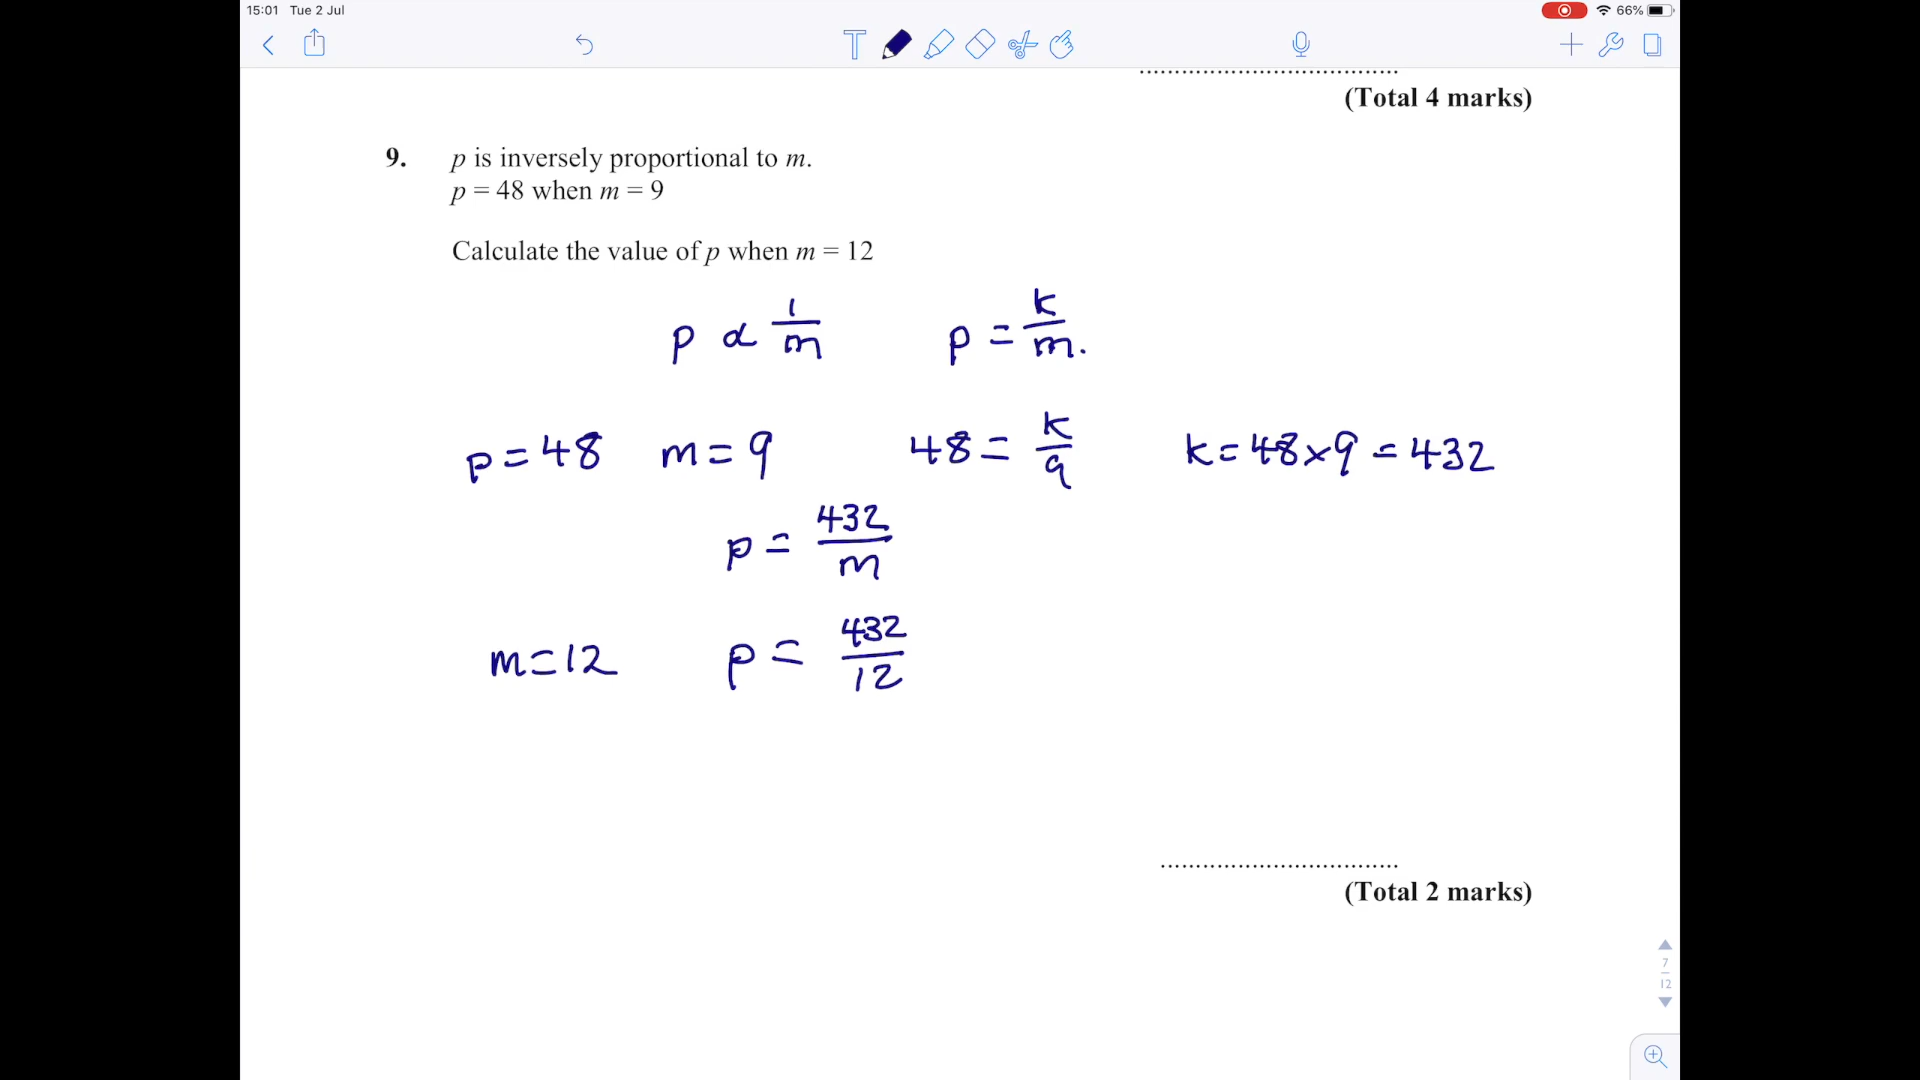 15:01 Tue 2 Jul 66%
(Total 4 marks)
9. p is inversely proportional to m.
p = 48 when m = 9
Calculate the value of p when m = 12
p ∝ 1/m p = k/m.
p = 48 m = 9 48 = k/9 k = 48 × 9 = 432
p = 432/m
m = 12 p = 432/12
(Total 2 marks)
7
12